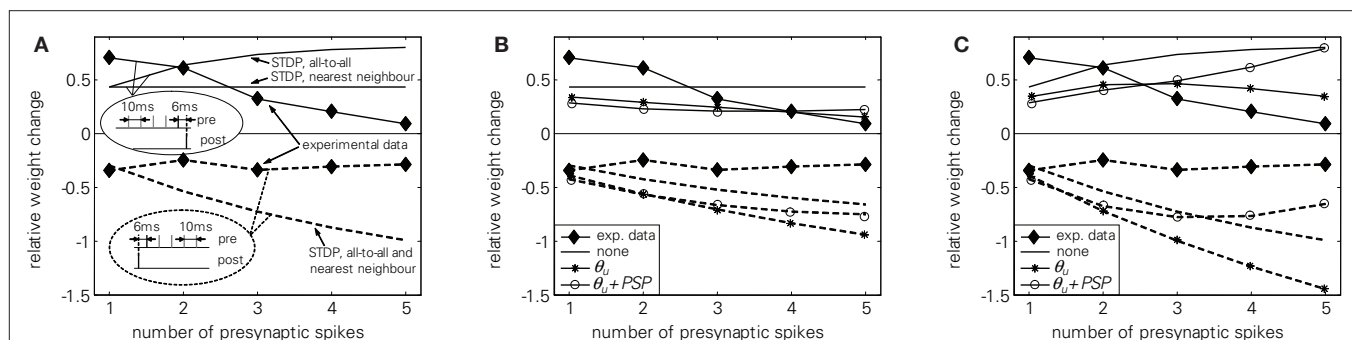 A
relative weight change
0.5
0
-0.5
-1
-1.5
STDP, all-to-all
STDP, nearest neighbour
10ms
6ms
pre
post
experimental data
6ms
10ms
pre
post
STDP, all-to-all and
nearest neighbour
1
2
3
4
5
number of presynaptic spikes
B
relative weight change
0.5
0
-0.5
-1
-1.5
exp. data
none
θu
θu + PSP
1
2
3
4
5
number of presynaptic spikes
C
relative weight change
0.5
0
-0.5
-1
-1.5
exp. data
none
θu
θu + PSP
1
2
3
4
5
number of presynaptic spikes